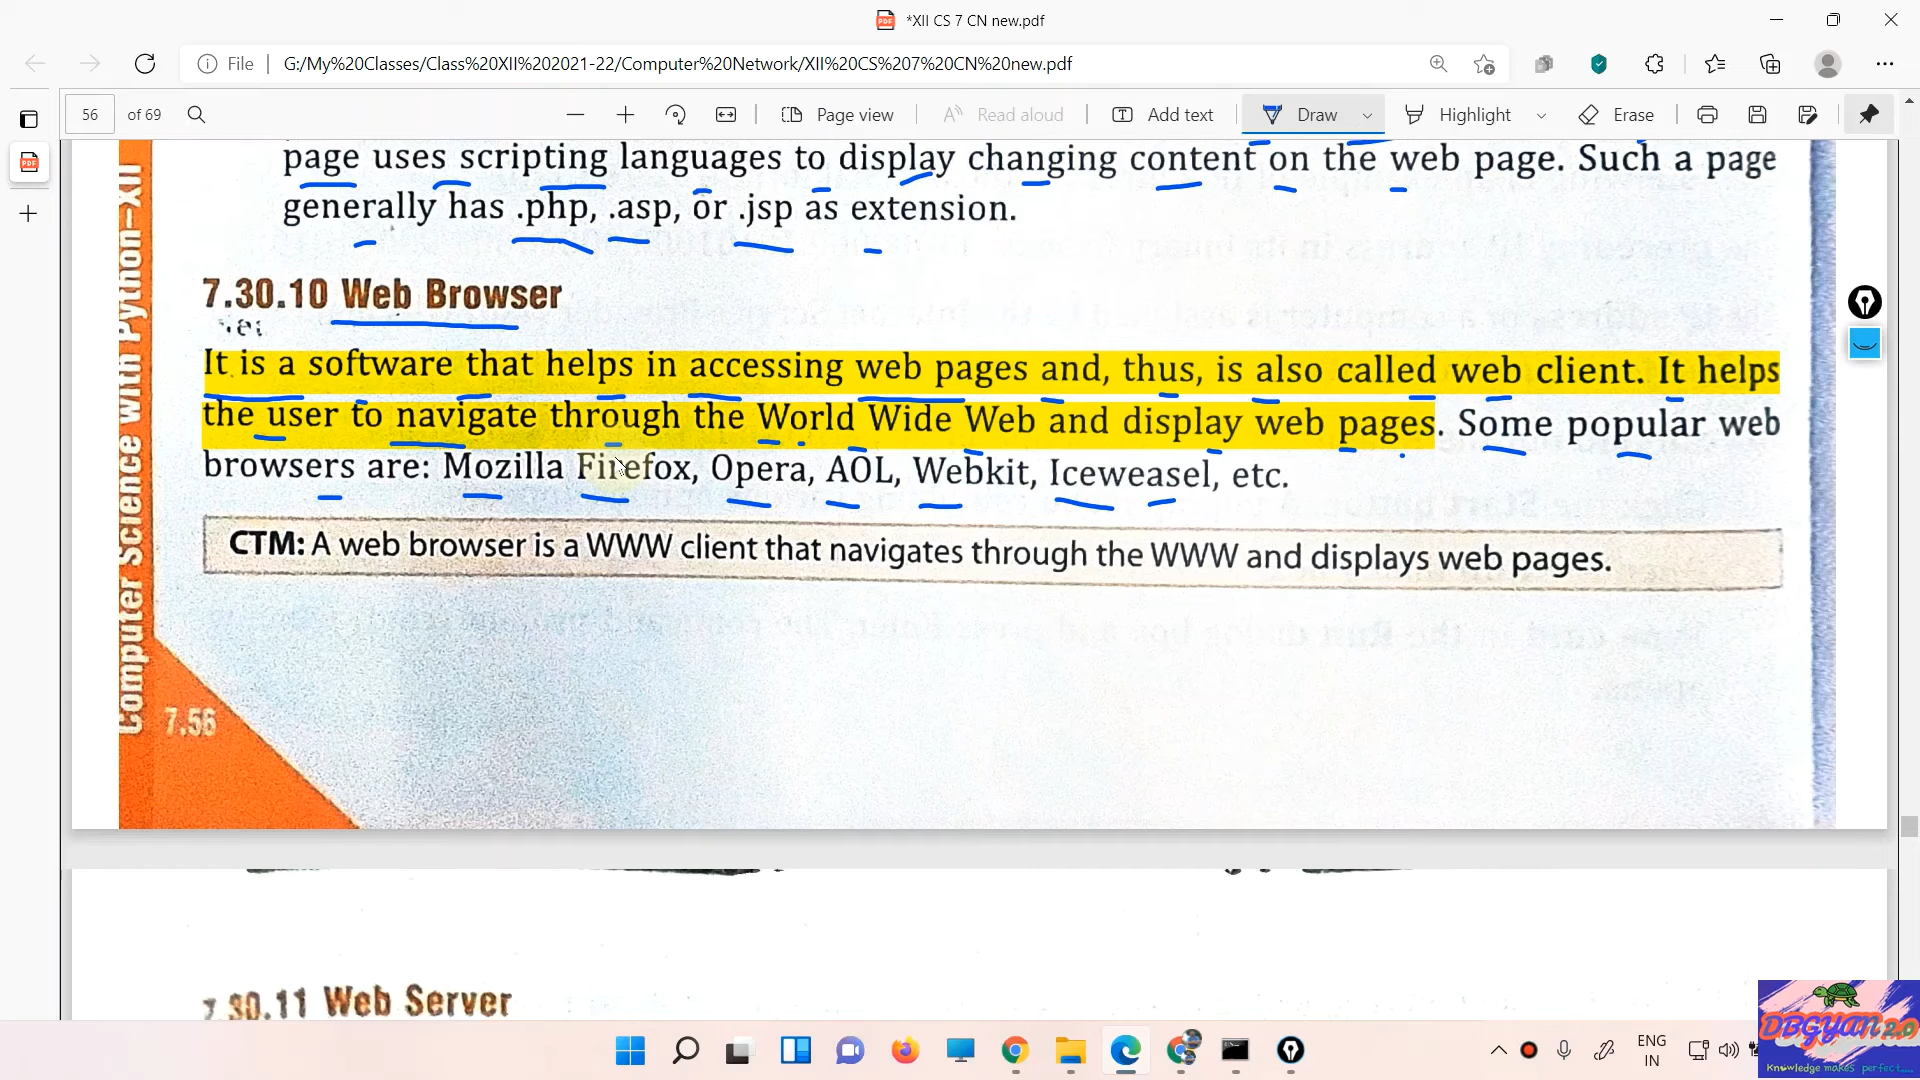 *XII CS 7 CN new.pdf
File
G:/My%20Classes/Class%20XII%202021-22/Computer%20Network/XII%20CS%207%20CN%20new.pdf
56 of 69
Page view
Read aloud
Add text
Draw
Highlight
Erase
page uses scripting languages to display changing content on the web page. Such a page
generally has .php, .asp, or .jsp as extension.
7.30.10 Web Browser
It is a software that helps in accessing web pages and, thus, is also called web client. It helps
the user to navigate through the World Wide Web and display web pages. Some popular web
browsers are: Mozilla Firefox, Opera, AOL, Webkit, Iceweasel, etc.
CTM: A web browser is a WWW client that navigates through the WWW and displays web pages.
Computer Science with Python–XII
7.56
7.30.11 Web Server
ENG
IN
DBGyan 2.0
Knowledge makes perfect....